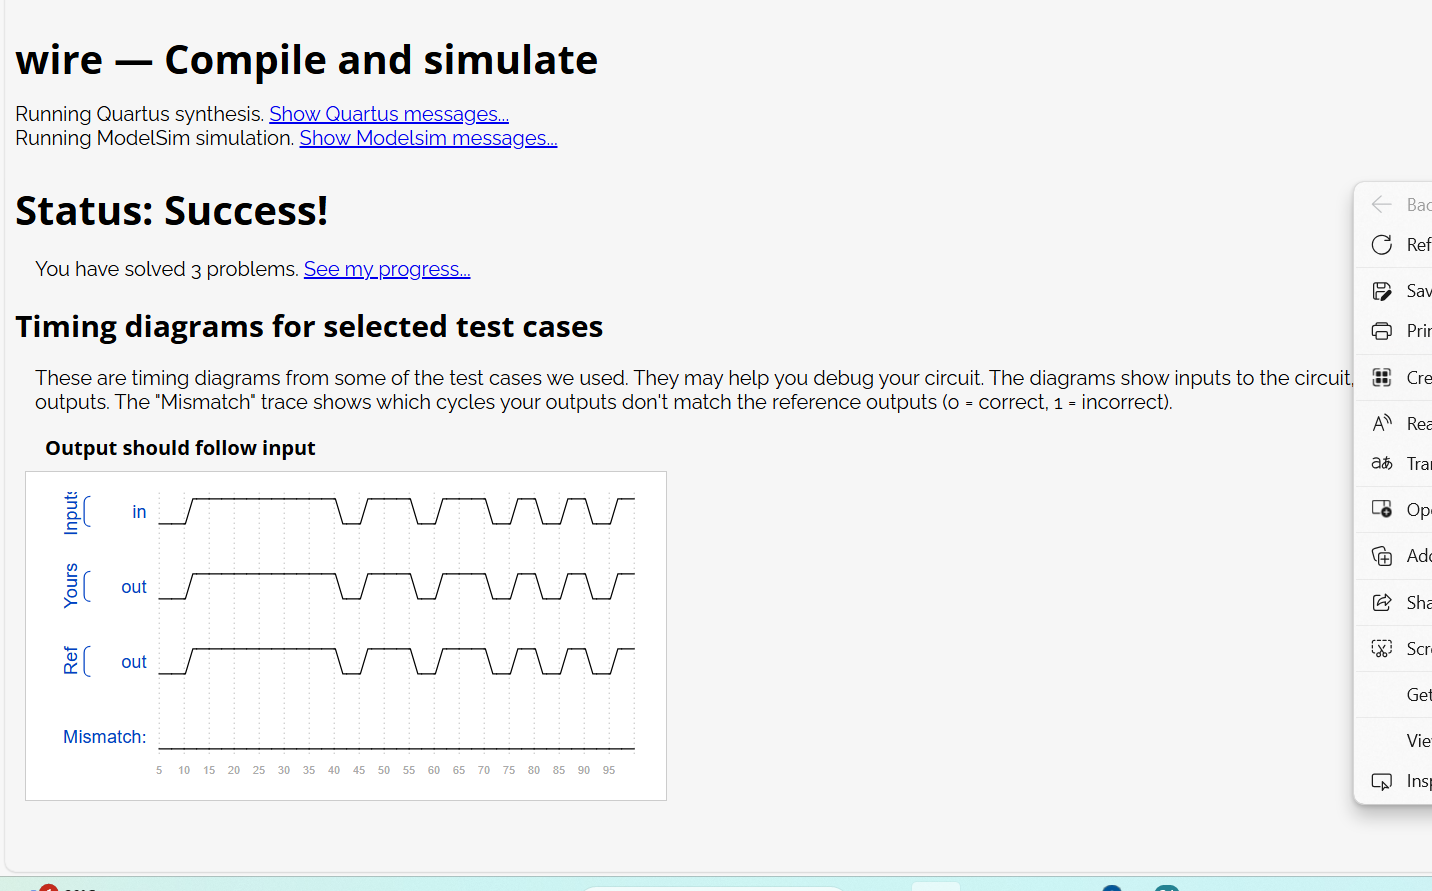 wire — Compile and simulate
Running Quartus synthesis. Show Quartus messages...
Running ModelSim simulation. Show Modelsim messages...
Status: Success!
You have solved 3 problems. See my progress...
Timing diagrams for selected test cases
These are timing diagrams from some of the test cases we used. They may help you debug your circuit. The diagrams show inputs to the circuit,
outputs. The "Mismatch" trace shows which cycles your outputs don't match the reference outputs (0 = correct, 1 = incorrect).
Output should follow input
Inputs
in
Yours
out
Ref
out
Mismatch:
5 10 15 20 25 30 35 40 45 50 55 60 65 70 75 80 85 90 95
Bac
Ref
Sav
Prin
Cre
Rea
Tran
Ope
Add
Sha
Scre
Get
Vie
Insp